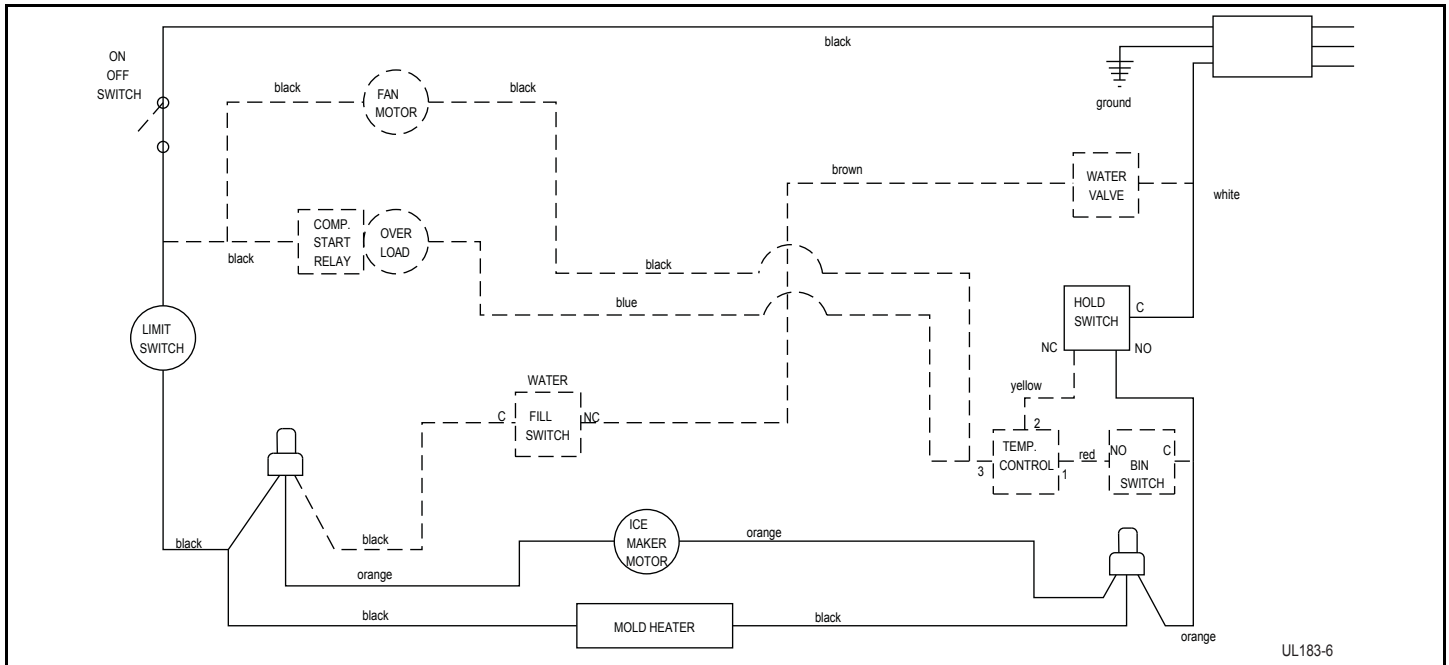 black
ON
OFF
SWITCH
ground
black
FAN
MOTOR
black
brown
WATER
VALVE
white
COMP.
START
RELAY
OVER
LOAD
black
black
blue
HOLD
SWITCH
C
NC
NO
LIMIT
SWITCH
yellow
WATER
C
FILL
SWITCH
NC
2
TEMP.
CONTROL
3
1
red
NO
C
BIN
SWITCH
black
black
orange
ICE
MAKER
MOTOR
orange
black
MOLD HEATER
black
orange
UL183-6